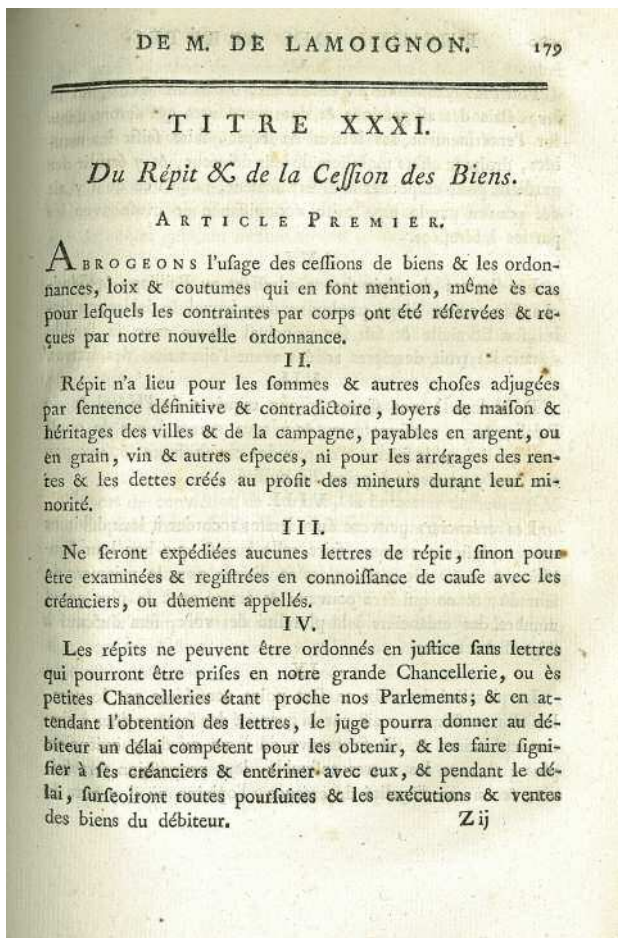 DE M. DE LAMOIGNON. 179
TITRE XXXI.
Du Répit & de la Ceſſion des Biens.
ARTICLE PREMIER.
ABROGEONS l'uſage des ceſſions de biens & les ordon-
nances, loix & coutumes qui en font mention, même ès cas
pour leſquels les contraintes par corps ont été réſervées & re-
çues par notre nouvelle ordonnance.
II.
Répit n'a lieu pour les ſommes & autres choſes adjugées
par ſentence définitive & contradictoire, loyers de maiſon &
héritages des villes & de la campagne, payables en argent, ou
en grain, vin & autres eſpeces, ni pour les arrérages des ren-
tes & les dettes créés au profit des mineurs durant leur mi-
norité.
III.
Ne ſeront expédiées aucunes lettres de répit, ſinon pour
être examinées & regiſtrées en connoiſſance de cauſe avec les
créanciers, ou dûement appellés.
IV.
Les répits ne peuvent être ordonnés en juſtice ſans lettres
qui pourront être priſes en notre grande Chancellerie, ou ès
petites Chancelleries étant proche nos Parlements; & en at-
tendant l'obtention des lettres, le juge pourra donner au dé-
biteur un délai compétent pour les obtenir, & les faire ſigni-
fier à ſes créanciers & entériner avec eux, & pendant le dé-
lai, ſurſeoiront toutes pourſuites & les exécutions & ventes
des biens du débiteur. Z ij